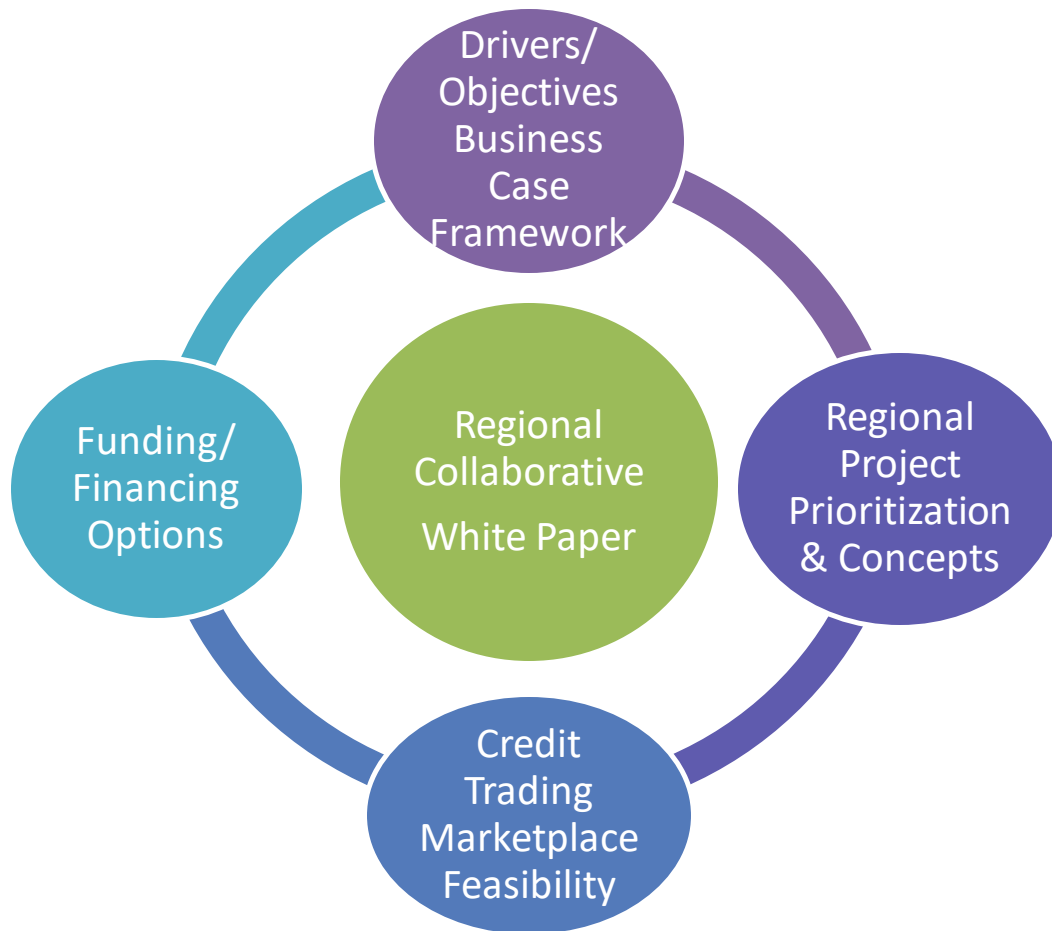 Drivers/
Objectives
Business
Case
Framework
Regional
Collaborative
White Paper
Funding/
Financing
Options
Regional
Project
Prioritization
& Concepts
Credit
Trading
Marketplace
Feasibility